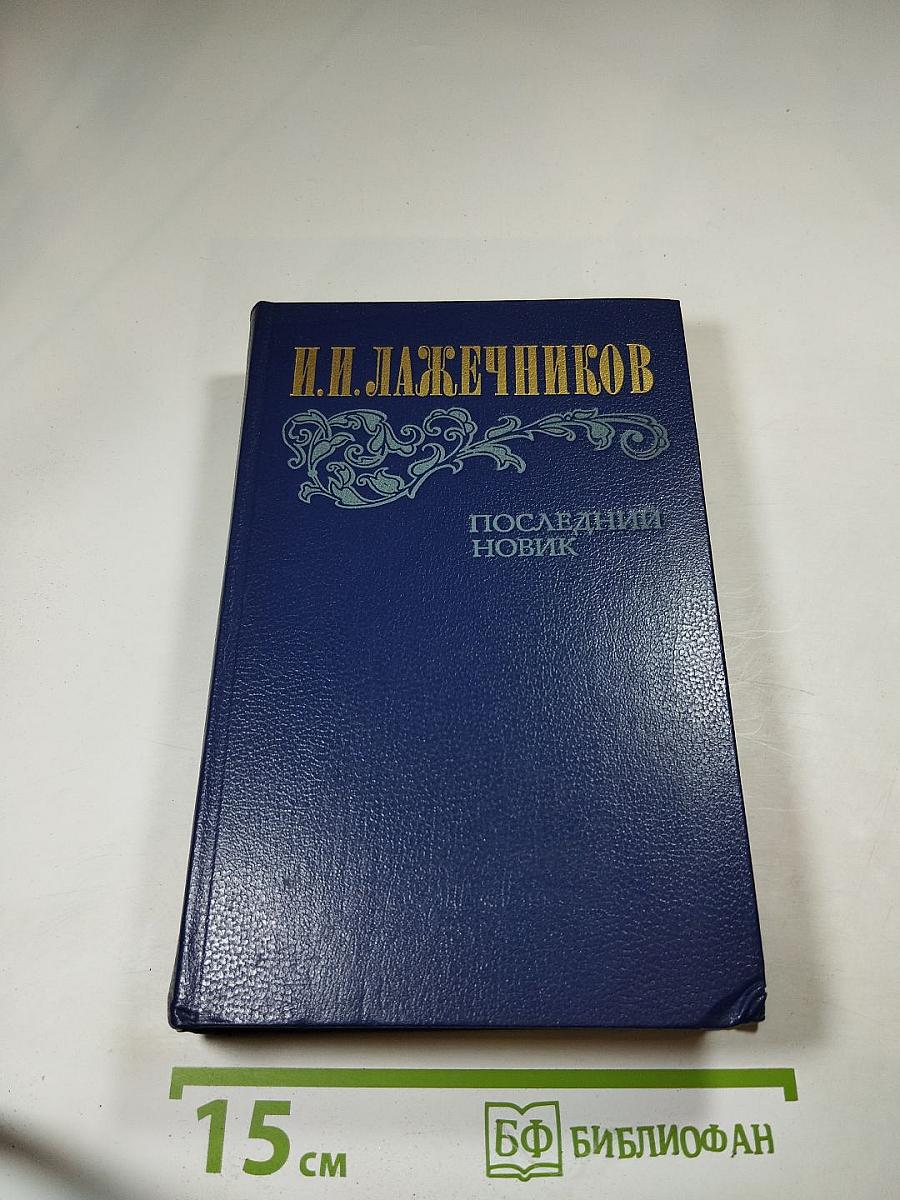 И.И.ЛАЖЕЧНИКОВ
ПОСЛЕДНИЙ
НОВИК
15 см
БФ БИБЛИОФАН